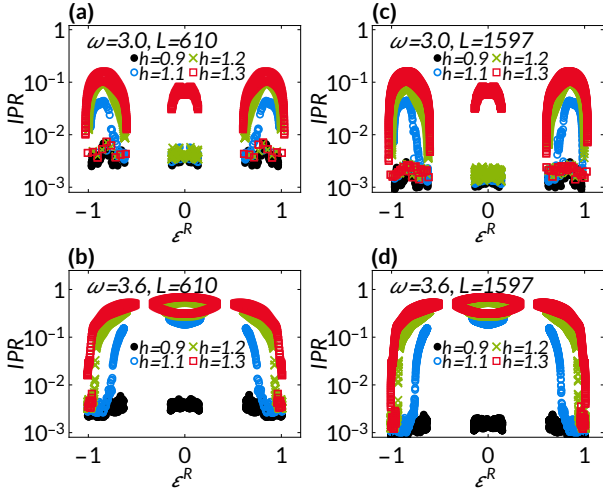 (a)
ω=3.0, L=610
h=0.9 h=1.2
h=1.1 h=1.3
1
10⁻¹
10⁻²
10⁻³
IPR
−1 0 1
εᴿ
(c)
ω=3.0, L=1597
h=0.9 h=1.2
h=1.1 h=1.3
1
10⁻¹
10⁻²
10⁻³
IPR
−1 0 1
εᴿ
(b)
ω=3.6, L=610
h=0.9 h=1.2
h=1.1 h=1.3
1
10⁻¹
10⁻²
10⁻³
IPR
−1 0 1
εᴿ
(d)
ω=3.6, L=1597
h=0.9 h=1.2
h=1.1 h=1.3
1
10⁻¹
10⁻²
10⁻³
IPR
−1 0 1
εᴿ